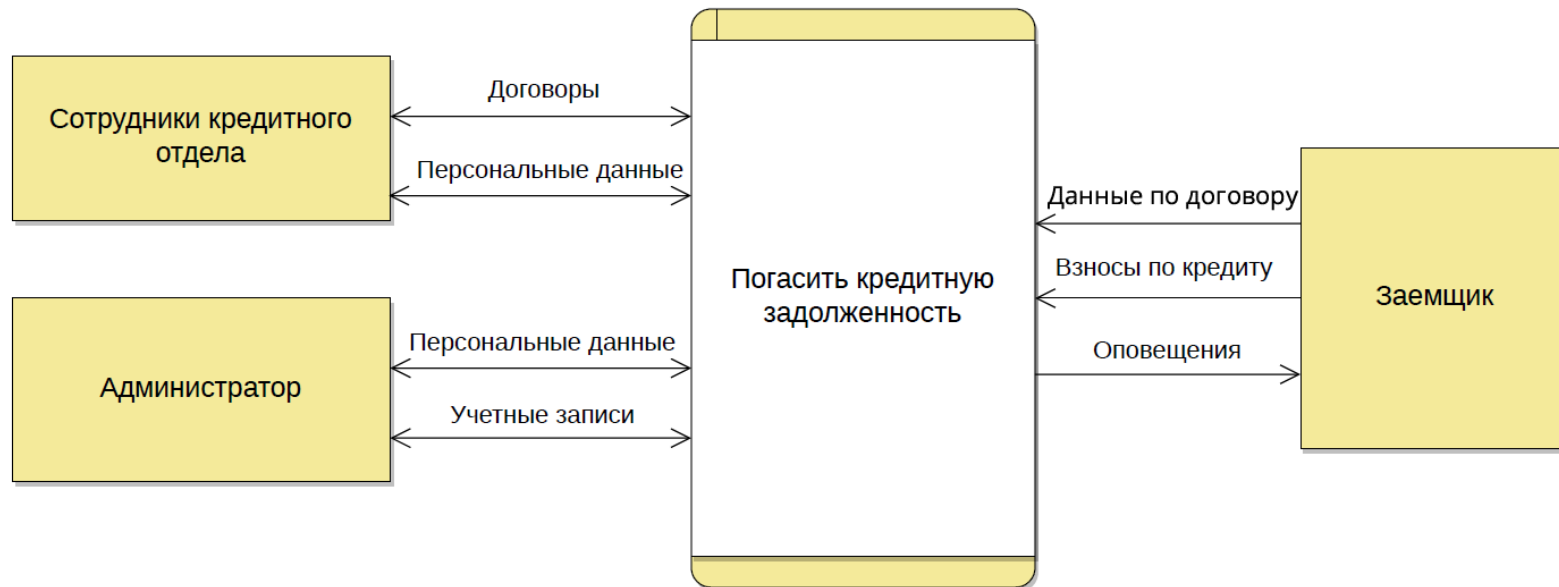 Сотрудники кредитного
отдела
Договоры
Персональные данные
Администратор
Персональные данные
Учетные записи
Погасить кредитную
задолженность
Данные по договору
Взносы по кредиту
Оповещения
Заемщик